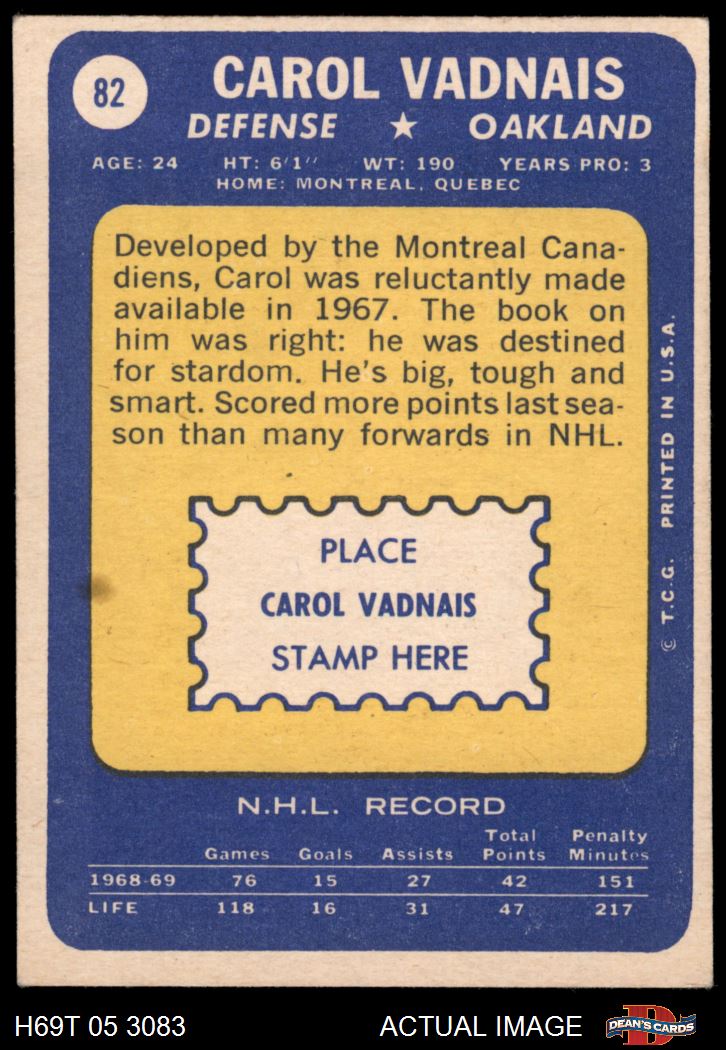 82
CAROL VADNAIS
DEFENSE ★ OAKLAND
AGE: 24 HT: 6'1'' WT: 190 YEARS PRO: 3
HOME: MONTREAL, QUEBEC
Developed by the Montreal Cana-
diens, Carol was reluctantly made
available in 1967. The book on
him was right: he was destined
for stardom. He's big, tough and
smart. Scored more points last sea-
son than many forwards in NHL.
PLACE
CAROL VADNAIS
STAMP HERE
© T.C.G. PRINTED IN U.S.A.
N.H.L. RECORD
Games Goals Assists Total Points Penalty Minutes
1968-69 76 15 27 42 151
LIFE 118 16 31 47 217
H69T 05 3083 ACTUAL IMAGE D DEAN'S CARDS